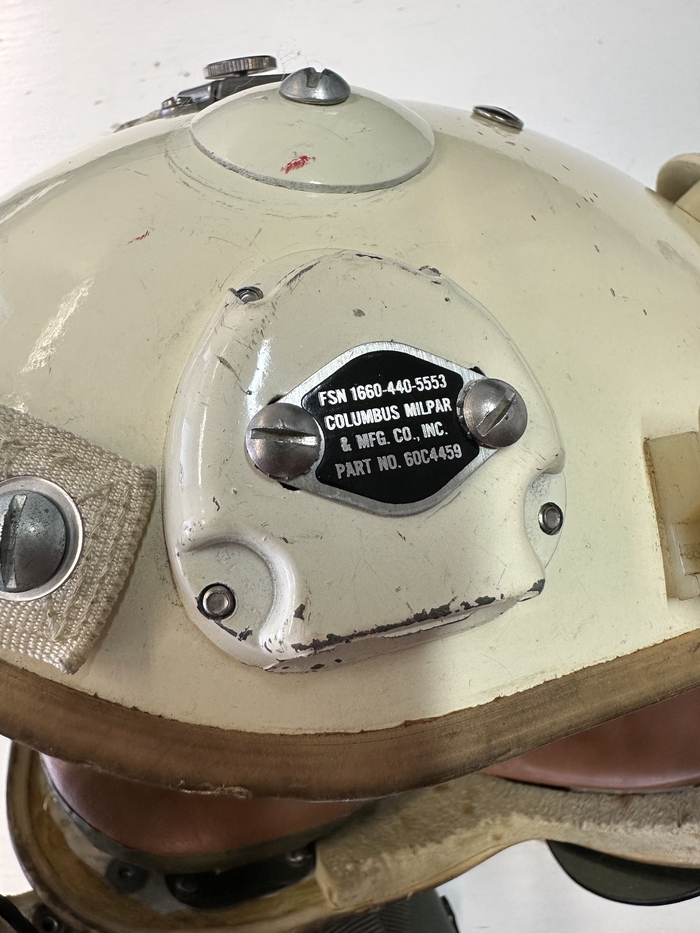 FSN 1660-440-5553
COLUMBUS MILPAR
& MFG. CO., INC.
PART NO. 60C4459